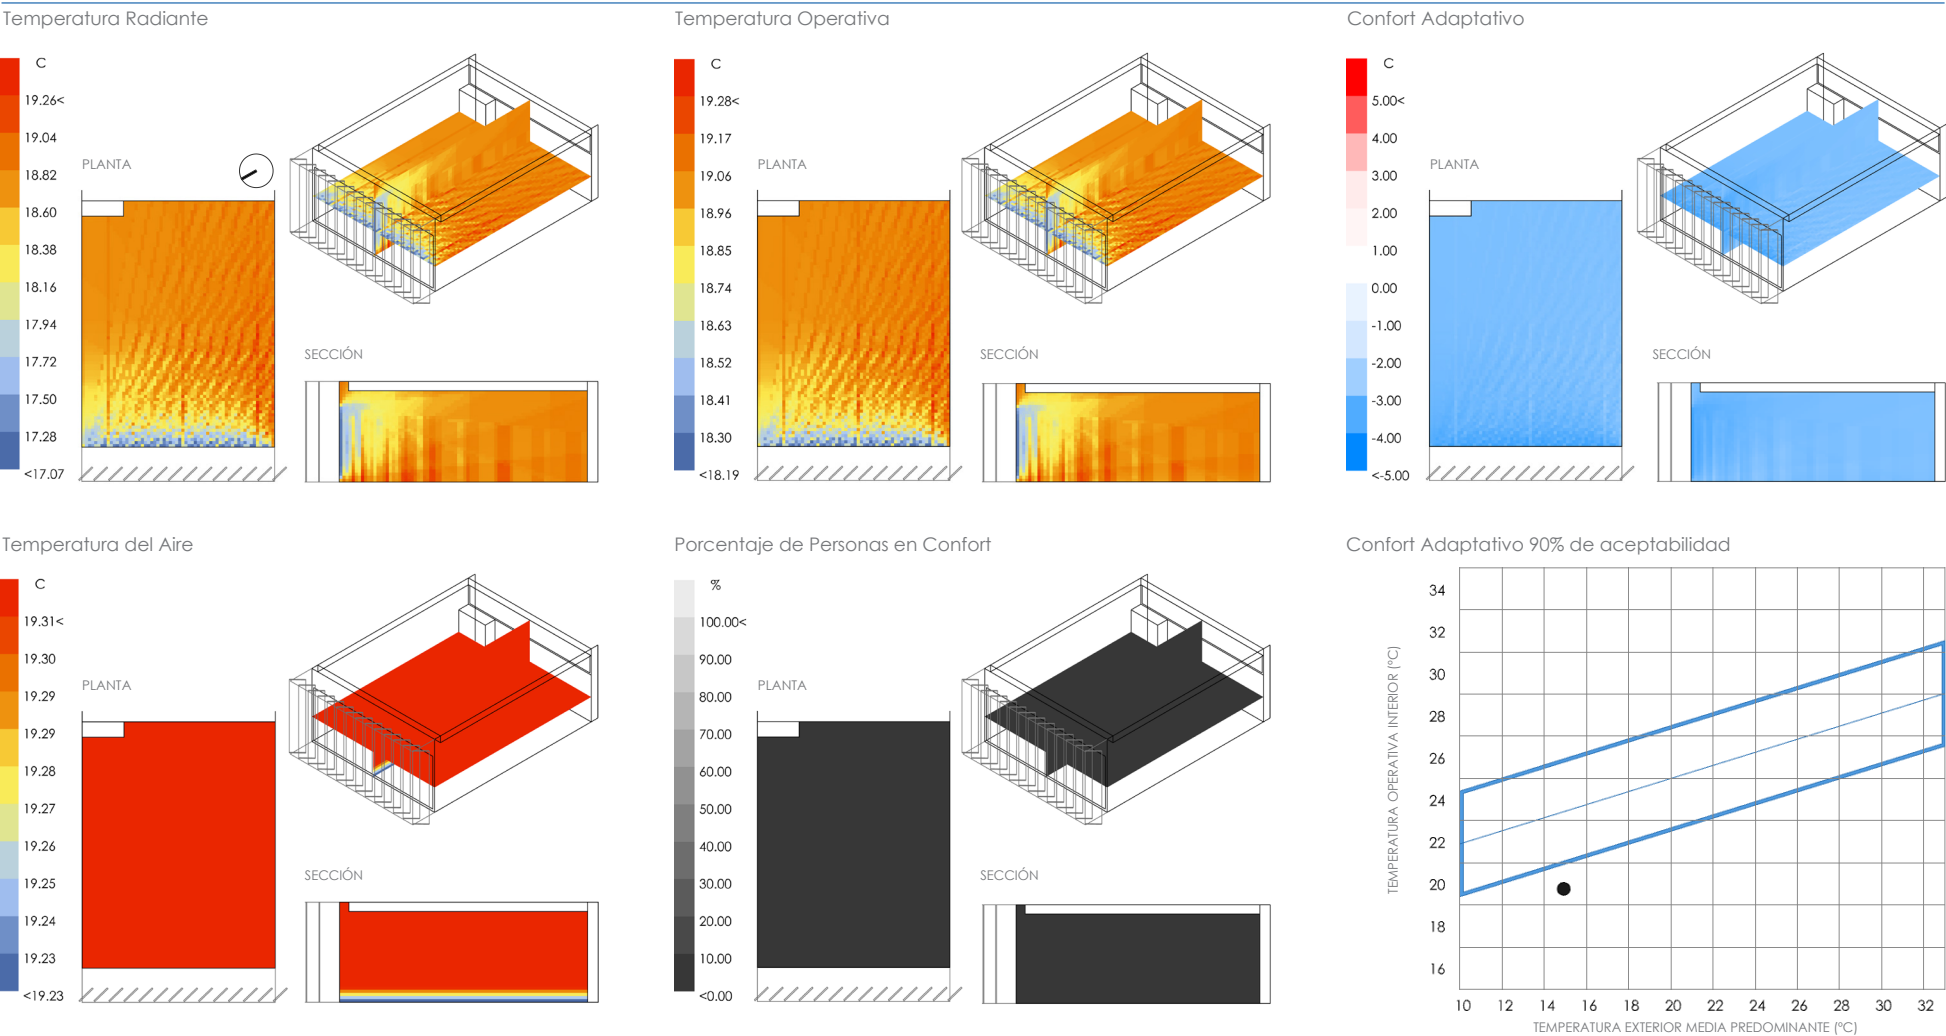 Temperatura Radiante
C
19.26<
19.04
18.82
18.60
18.38
18.16
17.94
17.72
17.50
17.28
<17.07
PLANTA
SECCIÓN
Temperatura Operativa
C
19.28<
19.17
19.06
18.96
18.85
18.74
18.63
18.52
18.41
18.30
<18.19
PLANTA
SECCIÓN
Confort Adaptativo
C
5.00<
4.00
3.00
2.00
1.00
0.00
-1.00
-2.00
-3.00
-4.00
<-5.00
PLANTA
SECCIÓN
Temperatura del Aire
C
19.31<
19.30
19.29
19.29
19.28
19.27
19.26
19.25
19.24
19.23
<19.23
PLANTA
SECCIÓN
Porcentaje de Personas en Confort
%
100.00<
90.00
80.00
70.00
60.00
50.00
40.00
30.00
20.00
10.00
<0.00
PLANTA
SECCIÓN
Confort Adaptativo 90% de aceptabilidad
TEMPERATURA OPERATIVA INTERIOR (ºC)
34
32
30
28
26
24
22
20
18
16
10 12 14 16 18 20 22 24 26 28 30 32
TEMPERATURA EXTERIOR MEDIA PREDOMINANTE (ºC)